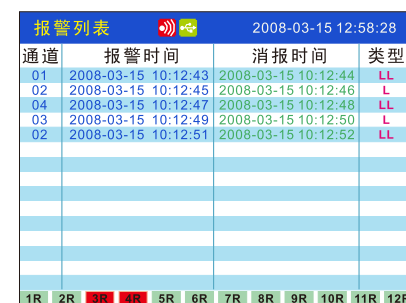 报警列表 2008-03-15 12:58:28
通道 报警时间 消报时间 类型
01 2008-03-15 10:12:43 2008-03-15 10:12:44 LL
02 2008-03-15 10:12:45 2008-03-15 10:12:46 L
04 2008-03-15 10:12:47 2008-03-15 10:12:48 LL
03 2008-03-15 10:12:49 2008-03-15 10:12:50 L
02 2008-03-15 10:12:51 2008-03-15 10:12:52 LL
1R 2R 3R 4R 5R 6R 7R 8R 9R 10R 11R 12R